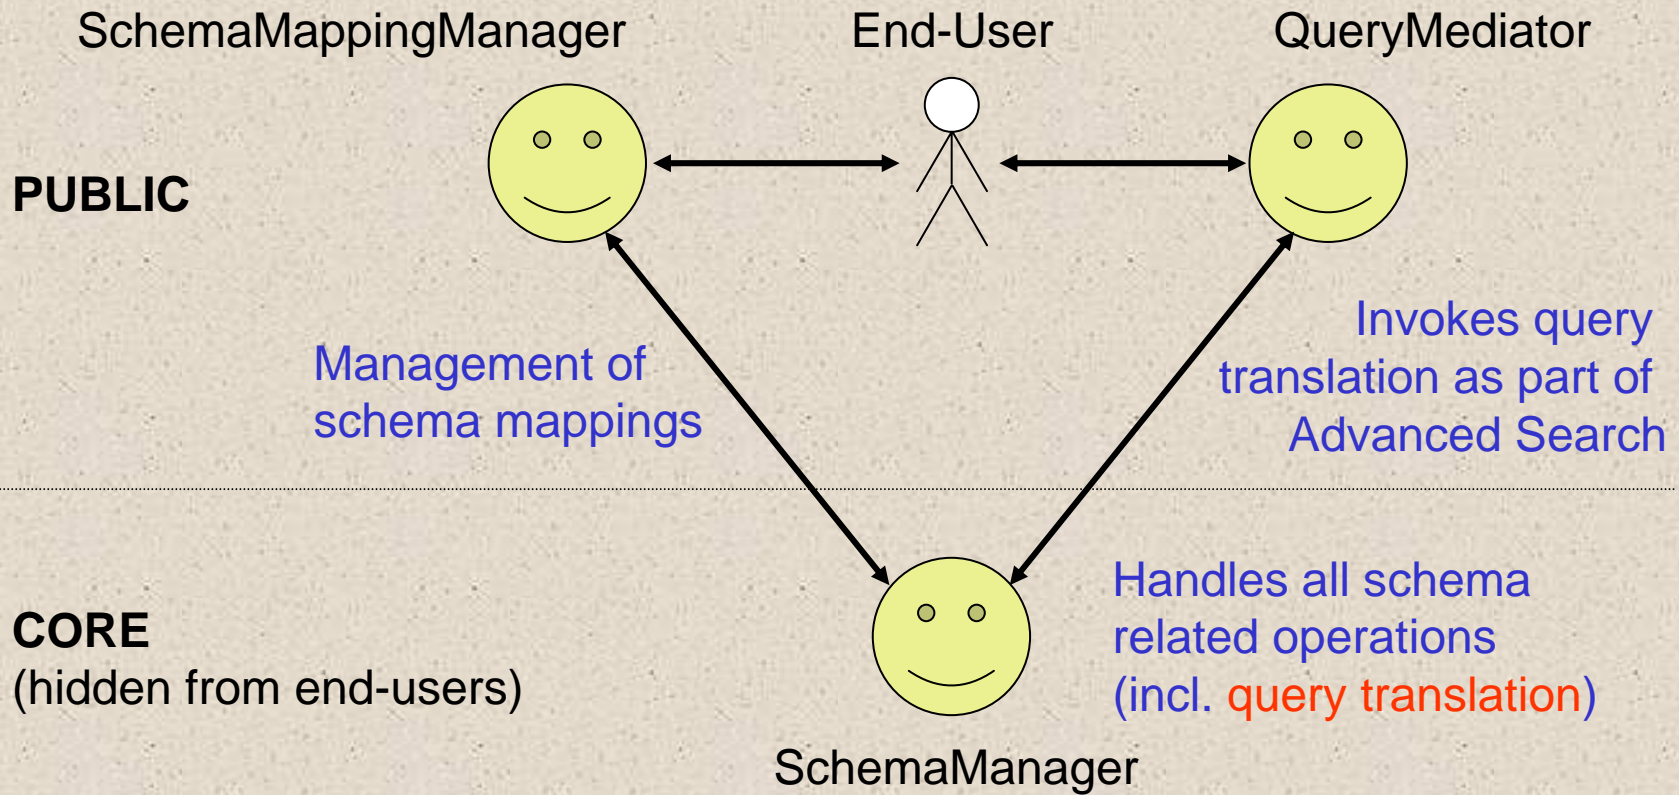 SchemaMappingManager
End-User
QueryMediator
PUBLIC
Management of
schema mappings
Invokes query
translation as part of
Advanced Search
CORE
(hidden from end-users)
Handles all schema
related operations
(incl. query translation)
SchemaManager